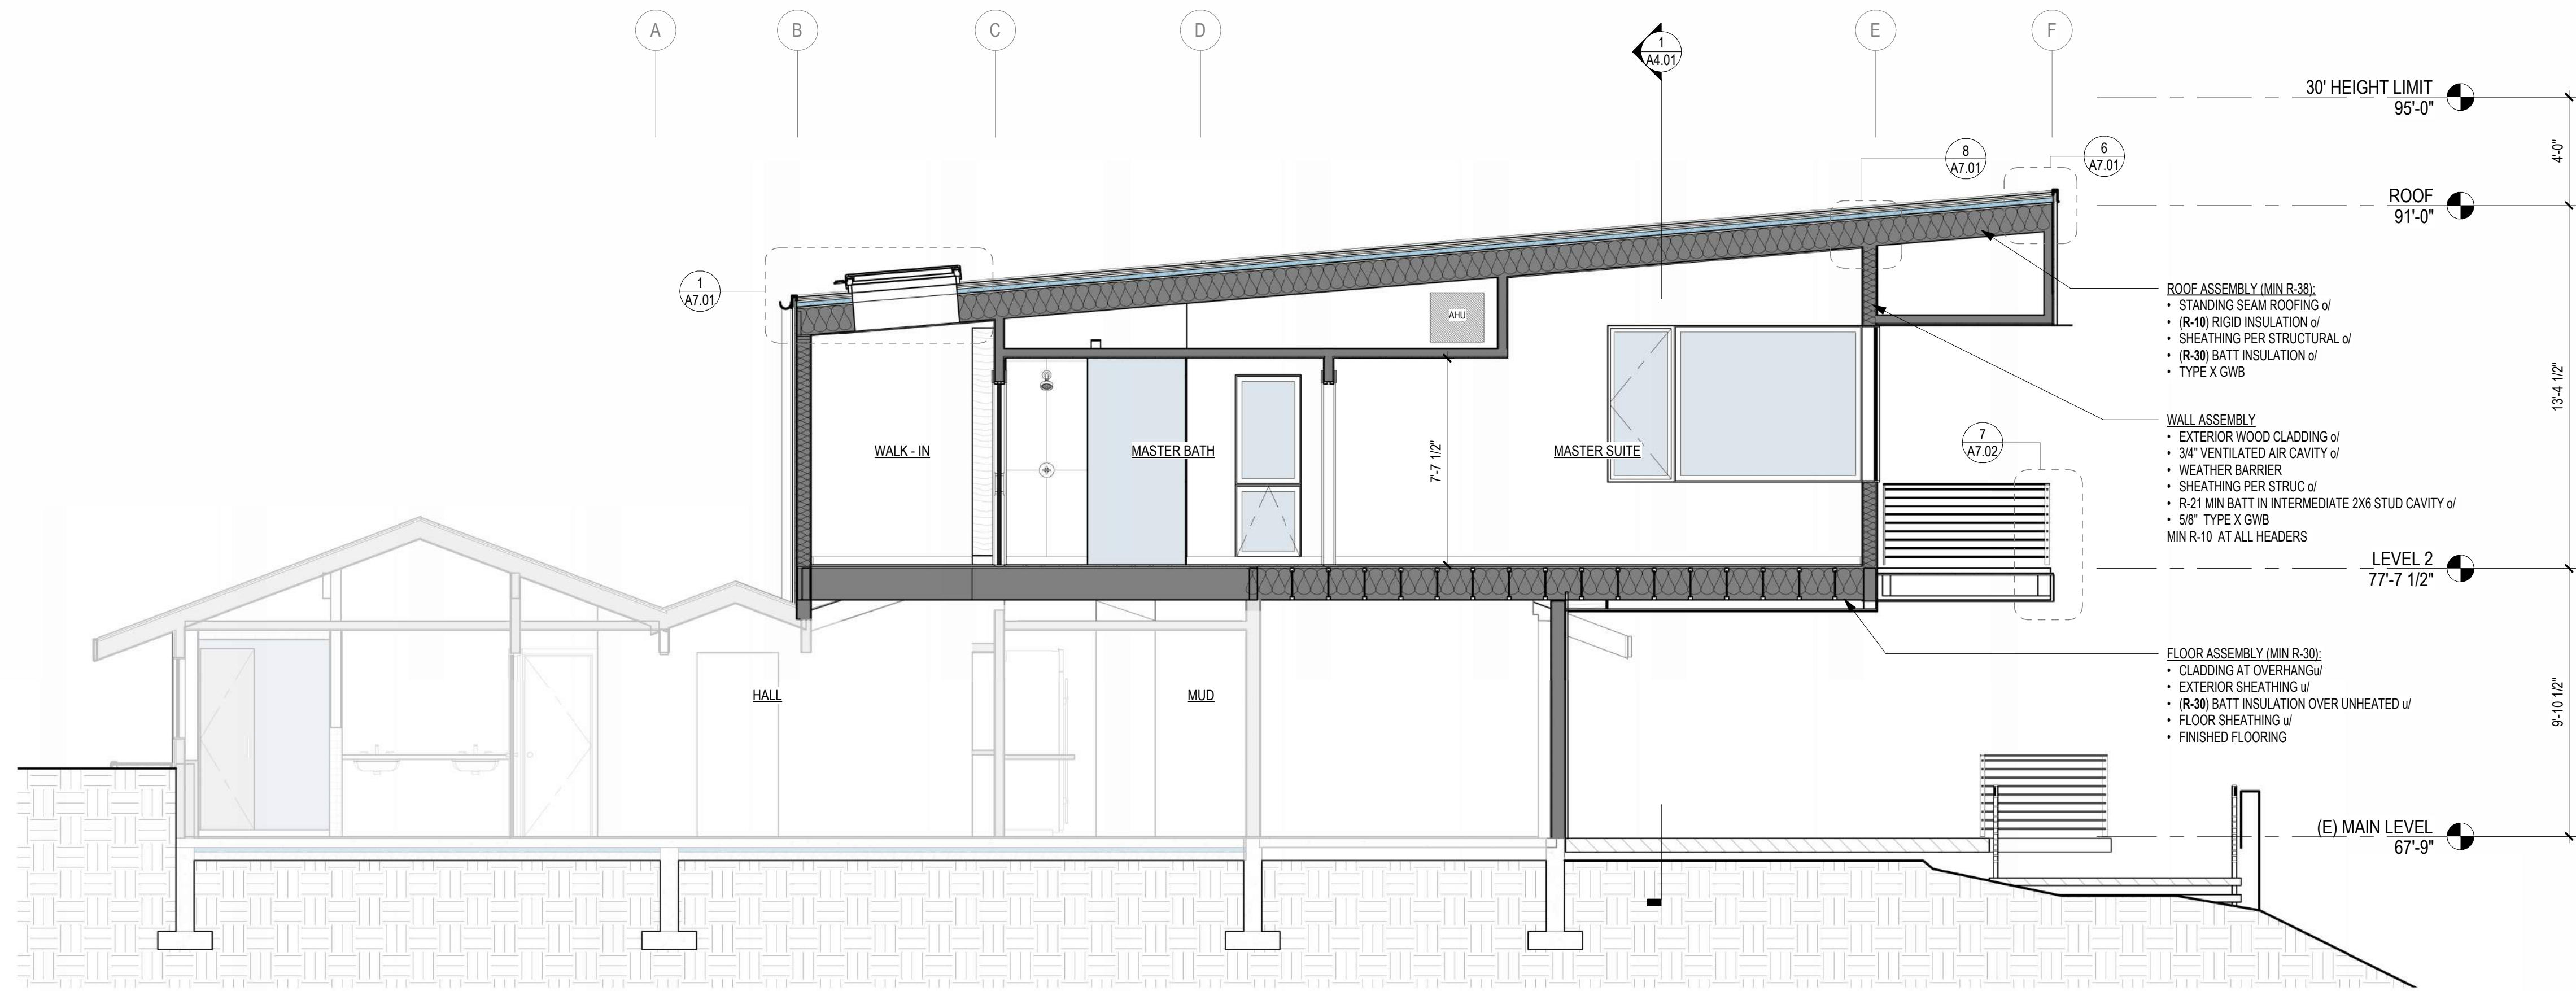 A
B
C
D
E
F
1
A4.01
30' HEIGHT LIMIT
95'-0"
4'-0"
8
A7.01
6
A7.01
ROOF
91'-0"
1
A7.01
AHU
ROOF ASSEMBLY (MIN R-38):
• STANDING SEAM ROOFING o/
• (R-10) RIGID INSULATION o/
• SHEATHING PER STRUCTURAL o/
• (R-30) BATT INSULATION o/
• TYPE X GWB
13'-4 1/2"
WALL ASSEMBLY
• EXTERIOR WOOD CLADDING o/
• 3/4" VENTILATED AIR CAVITY o/
• WEATHER BARRIER
• SHEATHING PER STRUC o/
• R-21 MIN BATT IN INTERMEDIATE 2X6 STUD CAVITY o/
• 5/8" TYPE X GWB
MIN R-10 AT ALL HEADERS
7
A7.02
WALK - IN
MASTER BATH
7'-7 1/2"
MASTER SUITE
LEVEL 2
77'-7 1/2"
FLOOR ASSEMBLY (MIN R-30):
• CLADDING AT OVERHANGu/
• EXTERIOR SHEATHING u/
• (R-30) BATT INSULATION OVER UNHEATED u/
• FLOOR SHEATHING u/
• FINISHED FLOORING
9'-10 1/2"
HALL
MUD
(E) MAIN LEVEL
67'-9"